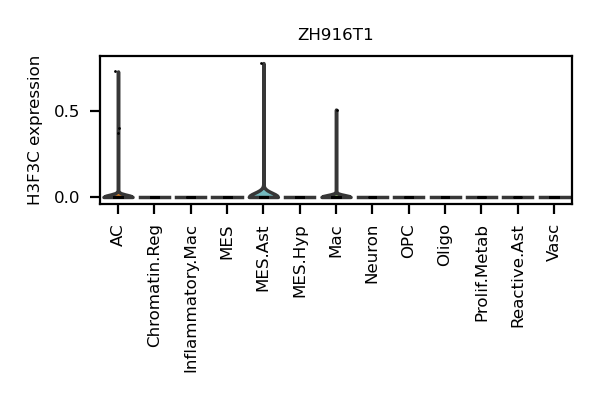 ZH916T1
H3F3C expression
0.5
0.0
AC
Chromatin.Reg
Inflammatory.Mac
MES
MES.Ast
MES.Hyp
Mac
Neuron
OPC
Oligo
Prolif.Metab
Reactive.Ast
Vasc